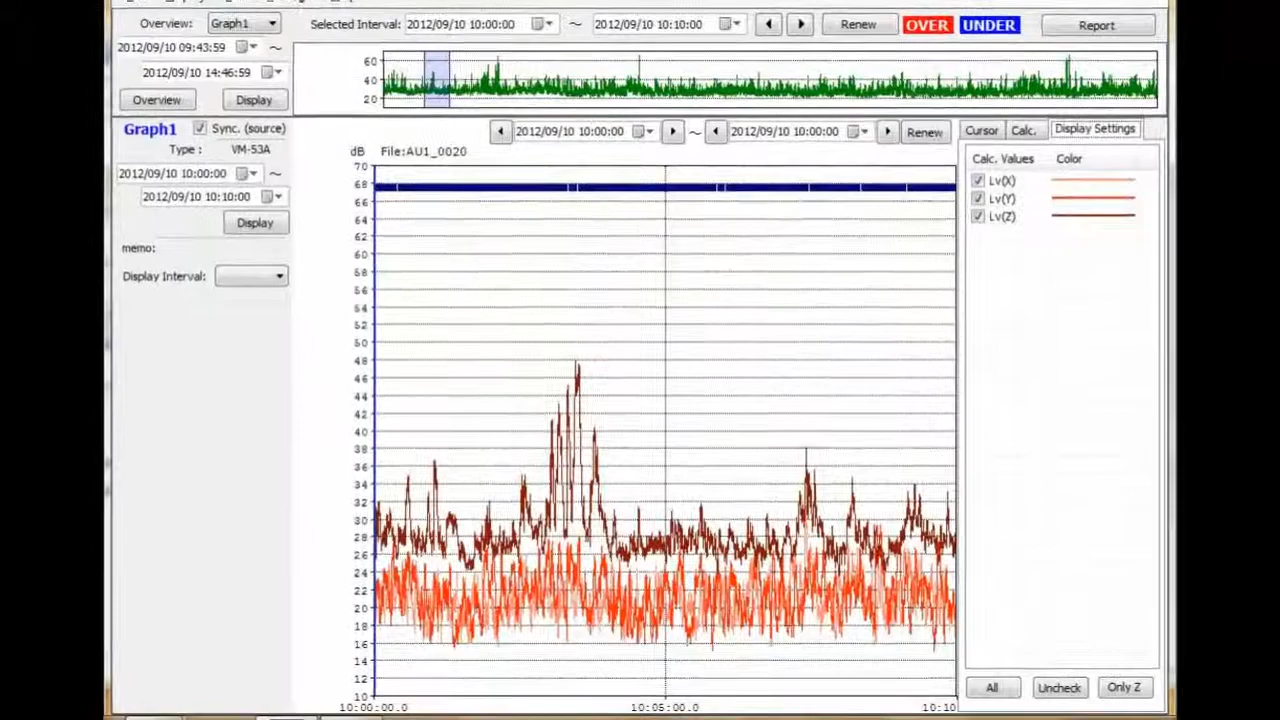 Overview: Graph1 Selected Interval: 2012/09/10 10:00:00 ~ 2012/09/10 10:10:00 Renew OVER UNDER Report
2012/09/10 09:43:59 ~
2012/09/10 14:46:59
Overview Display
60
40
20
Graph1 Sync. (source)
Type : VM-53A
2012/09/10 10:00:00 ~
2012/09/10 10:10:00
Display
memo:
Display Interval:
2012/09/10 10:00:00 ~ 2012/09/10 10:00:00 Renew
dB File:AU1_0020
70
68
66
64
62
60
58
56
54
52
50
48
46
44
42
40
38
36
34
32
30
28
26
24
22
20
18
16
14
12
10
10:00:00.0 10:05:00.0 10:10
Cursor Calc. Display Settings
Calc. Values Color
Lv(X)
Lv(Y)
Lv(Z)
All Uncheck Only Z